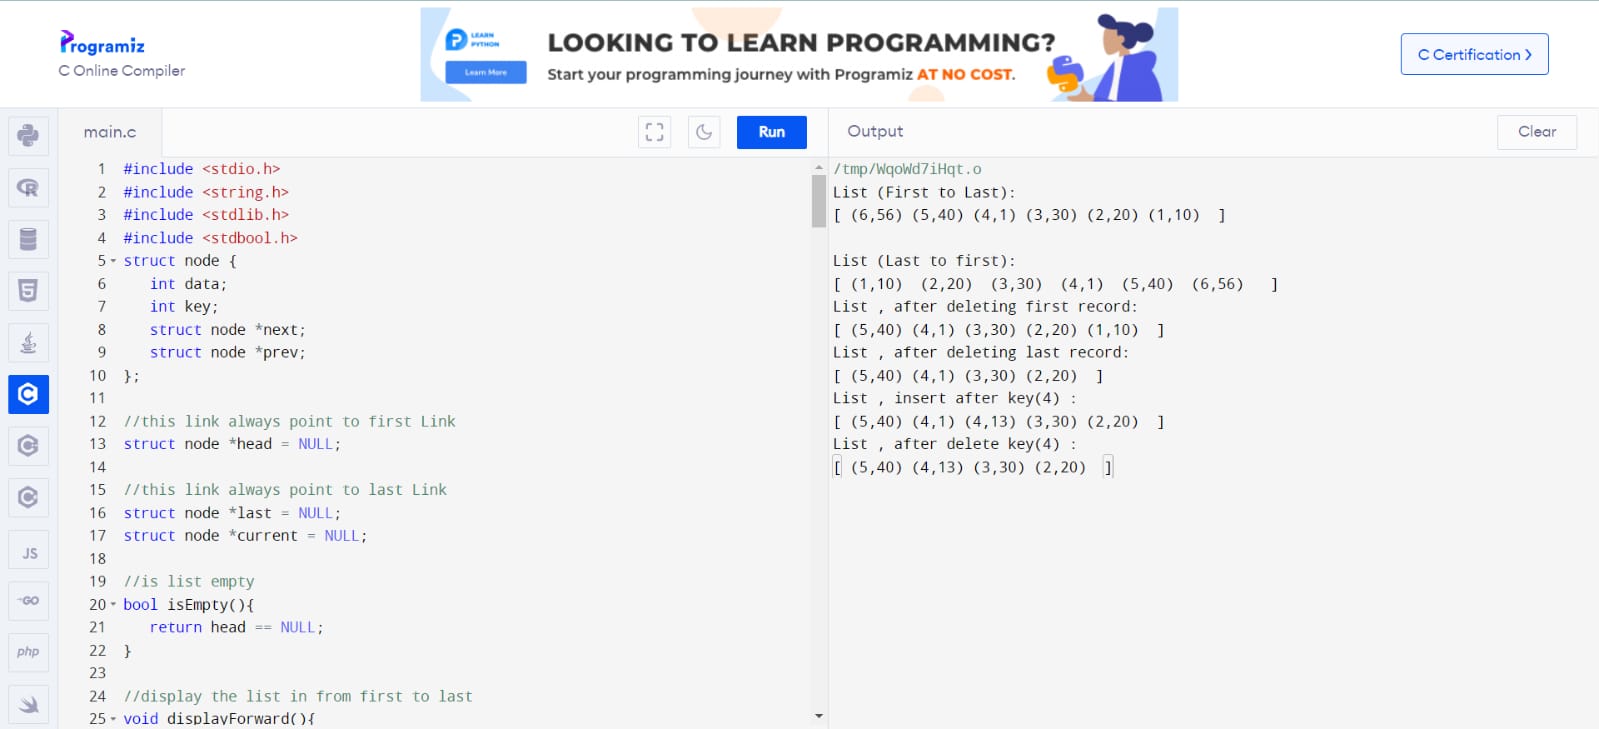 Programiz
C Online Compiler
LEARN
PYTHON
Learn More
LOOKING TO LEARN PROGRAMMING?
Start your programming journey with Programiz AT NO COST.
C Certification >
main.c
Run
Output
Clear
1 #include <stdio.h>
2 #include <string.h>
3 #include <stdlib.h>
4 #include <stdbool.h>
5 struct node {
6    int data;
7    int key;
8    struct node *next;
9    struct node *prev;
10 };
11
12 //this link always point to first Link
13 struct node *head = NULL;
14
15 //this link always point to last Link
16 struct node *last = NULL;
17 struct node *current = NULL;
18
19 //is list empty
20 bool isEmpty(){
21    return head == NULL;
22 }
23
24 //display the list in from first to last
25 void displayForward(){
/tmp/WqoWd7iHqt.o
List (First to Last):
[ (6,56) (5,40) (4,1) (3,30) (2,20) (1,10)  ]
List (Last to first):
[ (1,10)  (2,20)  (3,30)  (4,1)  (5,40)  (6,56)   ]
List , after deleting first record:
[ (5,40) (4,1) (3,30) (2,20) (1,10)  ]
List , after deleting last record:
[ (5,40) (4,1) (3,30) (2,20)  ]
List , insert after key(4) :
[ (5,40) (4,1) (4,13) (3,30) (2,20)  ]
List , after delete key(4) :
[ (5,40) (4,13) (3,30) (2,20)  ]
JS
GO
php